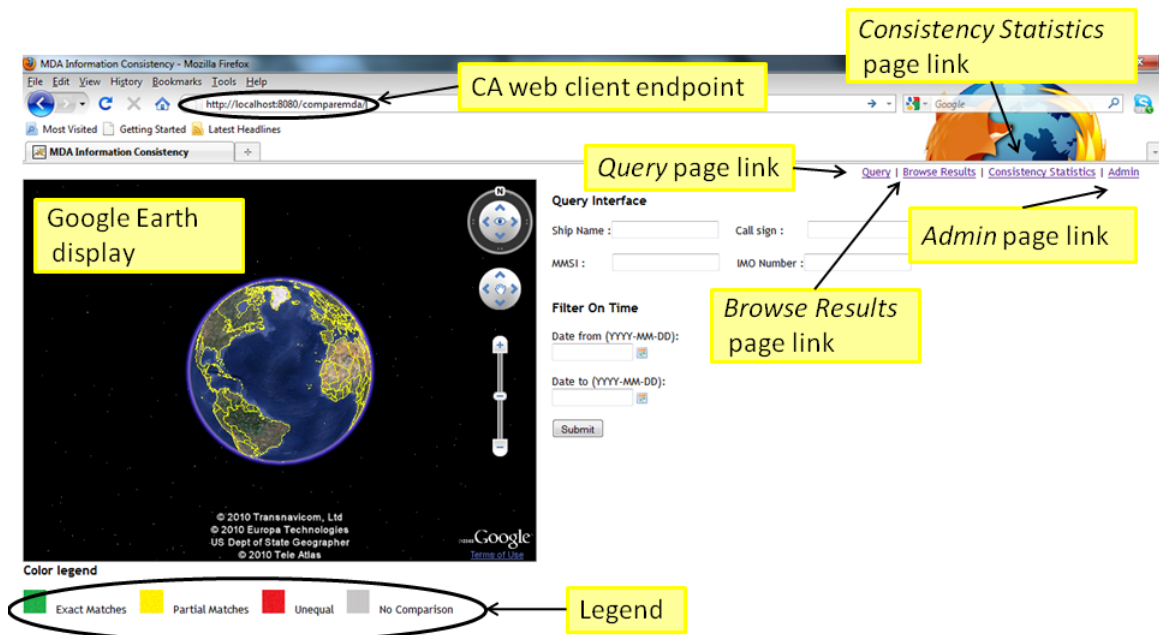 Consistency Statistics
page link
MDA Information Consistency - Mozilla Firefox
File Edit View History Bookmarks Tools Help
CA web client endpoint
http://localhost:8080/comparemda/
Google
Most Visited Getting Started Latest Headlines
MDA Information Consistency
Query page link
Query | Browse Results | Consistency Statistics | Admin
Google Earth
display
N
Query Interface
Ship Name :
Call sign :
Admin page link
MMSI :
IMO Number :
Browse Results
page link
Filter On Time
Date from (YYYY-MM-DD):
Date to (YYYY-MM-DD):
Submit
© 2010 Transnavicom, Ltd
© 2010 Europa Technologies
US Dept of State Geographer
© 2010 Tele Atlas
Google
Terms of Use
Color legend
Exact Matches Partial Matches Unequal No Comparison
Legend